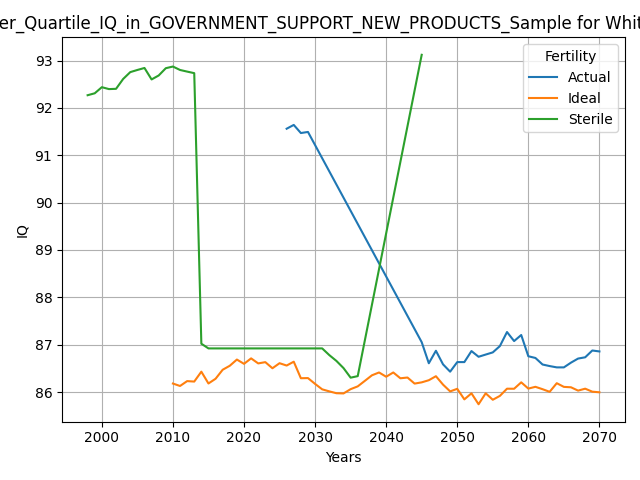 er_Quartile_IQ_in_GOVERNMENT_SUPPORT_NEW_PRODUCTS_Sample for Whit
Fertility
Actual
Ideal
Sterile
IQ
93
92
91
90
89
88
87
86
2000 2010 2020 2030 2040 2050 2060 2070
Years